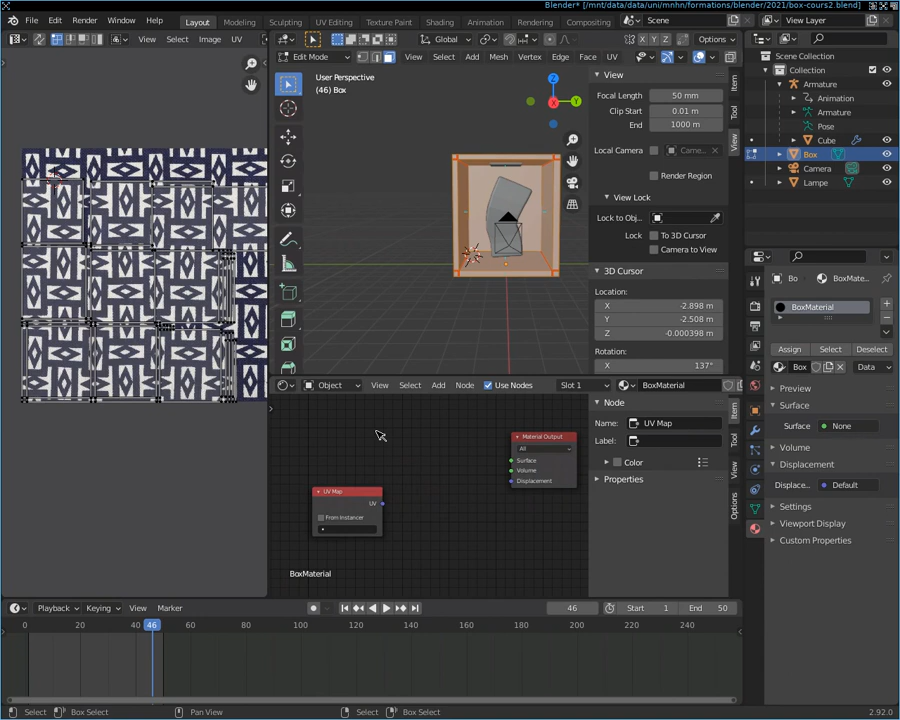 Blender* [/mnt/data/data/uni/mnhn/formations/blender/2021/box-cours2.blend]
File Edit Render Window Help Layout Modeling Sculpting UV Editing Texture Paint Shading Animation Rendering Compositing Scene View Layer
View Select Image UV
Global Options
Edit Mode View Select Add Mesh Vertex Edge Face UV
User Perspective
(46) Box
View
Focal Length 50 mm
Clip Start 0.01 m
End 1000 m
Local Camera Came...
Render Region
View Lock
Lock to Obj...
Lock To 3D Cursor
Camera to View
3D Cursor
Location:
X -2.898 m
Y -2.508 m
Z -0.000398 m
Rotation:
X 137°
Item
Tool
View
X Y Z
Scene Collection
Collection
Armature
Animation
Armature
Pose
Cube
Box
Camera
Lampe
Bo BoxMate...
BoxMaterial
Assign Select Deselect
Box Data
Preview
Surface
Surface None
Volume
Displacement
Displace... Default
Settings
Viewport Display
Custom Properties
Object View Select Add Node Use Nodes Slot 1 BoxMaterial
UV Map
UV
From Instancer
Material Output
All
Surface
Volume
Displacement
BoxMaterial
Node
Name: UV Map
Label:
Color
Properties
Item
Tool
View
Options
Playback Keying View Marker 46 Start 1 End 50
0 20 40 46 60 80 100 120 140 160 180 200 220 240
Select Box Select Pan View Select Box Select 2.92.0